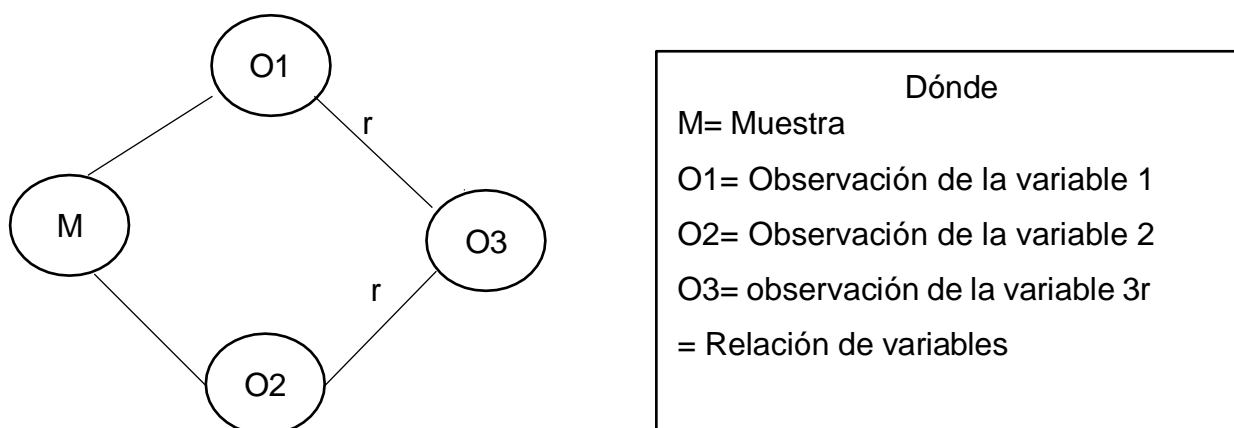 O1
r
M
O3
r
O2
Dónde
M= Muestra
O1= Observación de la variable 1
O2= Observación de la variable 2
O3= observación de la variable 3r
= Relación de variables